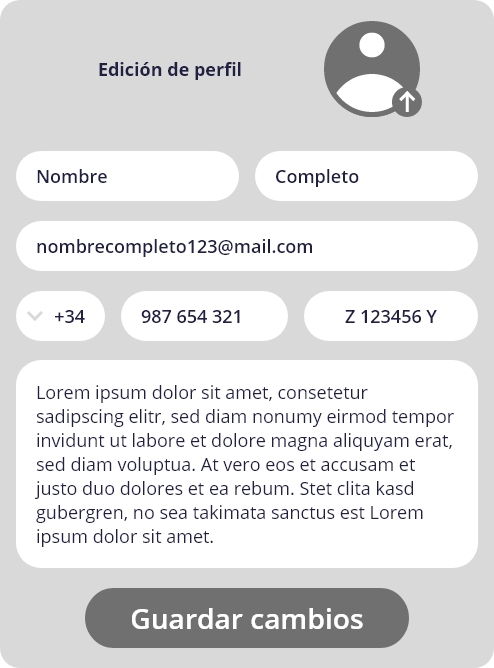 Edición de perfil
Nombre
Completo
nombrecompleto123@mail.com
+34
987 654 321
Z 123456 Y
Lorem ipsum dolor sit amet, consetetur
sadipscing elitr, sed diam nonumy eirmod tempor
invidunt ut labore et dolore magna aliquyam erat,
sed diam voluptua. At vero eos et accusam et
justo duo dolores et ea rebum. Stet clita kasd
gubergren, no sea takimata sanctus est Lorem
ipsum dolor sit amet.
Guardar cambios